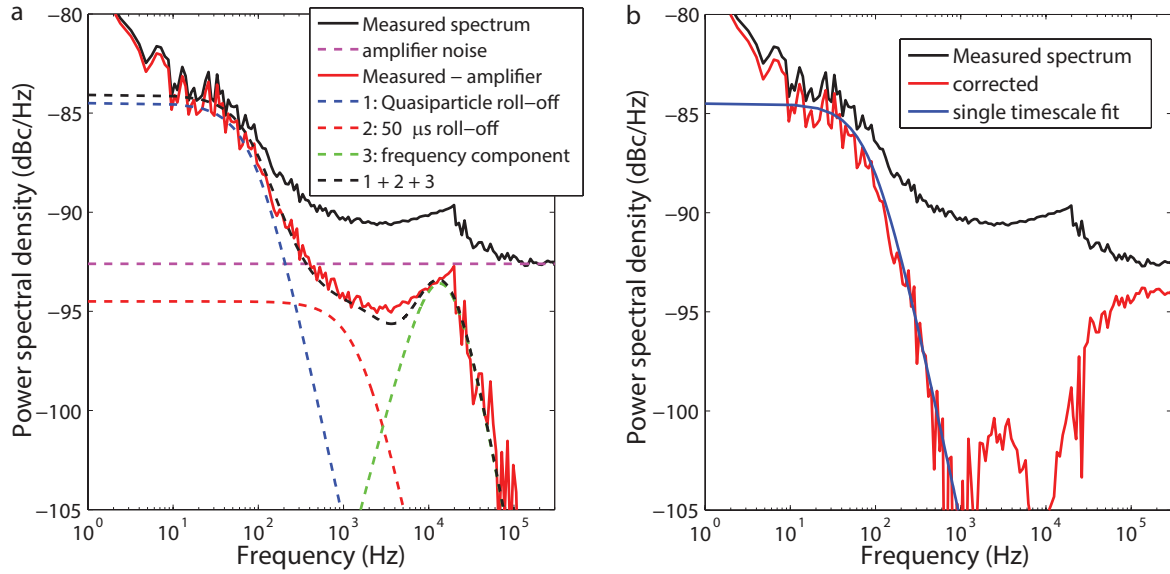 a
Power spectral density (dBc/Hz)
−80
−85
−90
−95
−100
−105
10^0
10^1
10^2
10^3
10^4
10^5
Frequency (Hz)
Measured spectrum
amplifier noise
Measured − amplifier
1: Quasiparticle roll−off
2: 50 μs roll−off
3: frequency component
1 + 2 + 3
b
Power spectral density (dBc/Hz)
−80
−85
−90
−95
−100
−105
10^0
10^1
10^2
10^3
10^4
10^5
Frequency (Hz)
Measured spectrum
corrected
single timescale fit